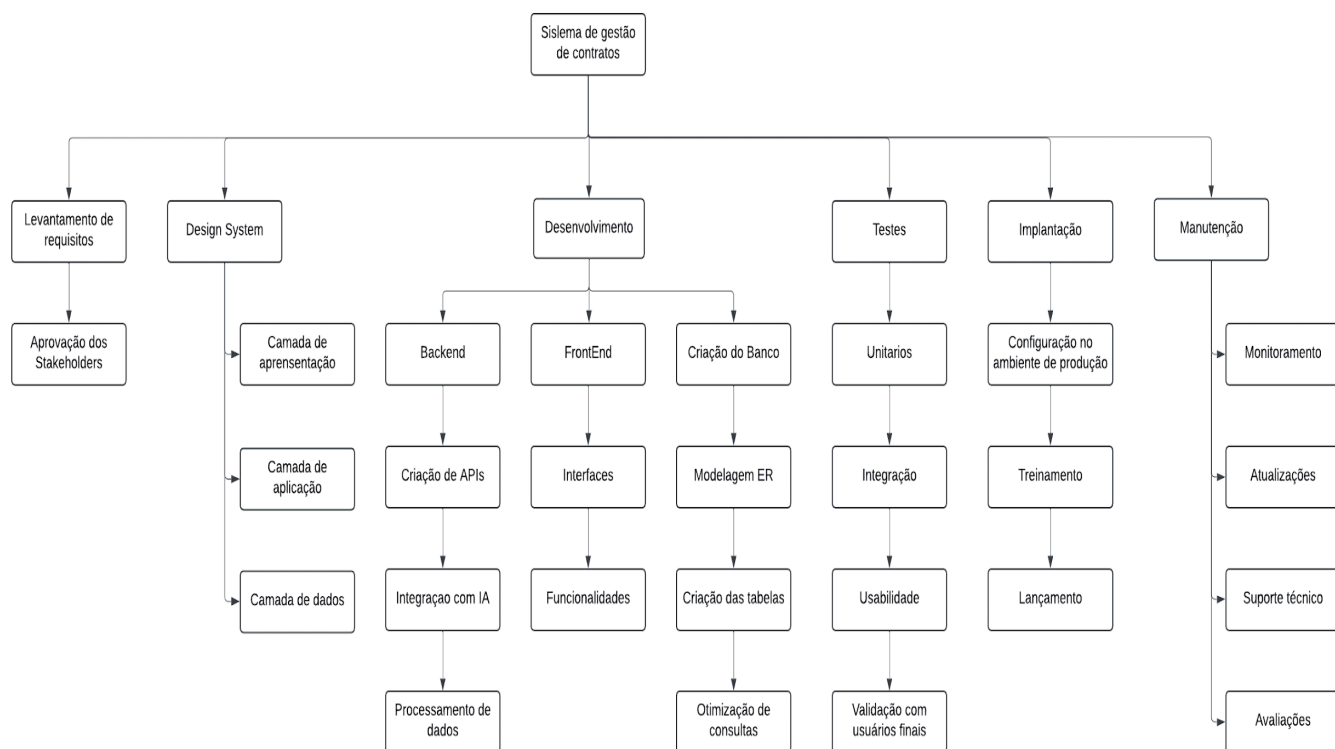 Sislema de gestão
de contratos
Levantamento de
requisitos
Design System
Desenvolvimento
Testes
Implantação
Manutenção
Aprovação dos
Stakeholders
Camada de
aprensentação
Backend
FrontEnd
Criação do Banco
Unitarios
Configuração no
ambiente de produção
Monitoramento
Camada de
aplicação
Criação de APIs
Interfaces
Modelagem ER
Integração
Treinamento
Atualizações
Camada de dados
Integraçao com IA
Funcionalidades
Criação das tabelas
Usabilidade
Lançamento
Suporte técnico
Processamento de
dados
Otimização de
consultas
Validação com
usuários finais
Avaliações